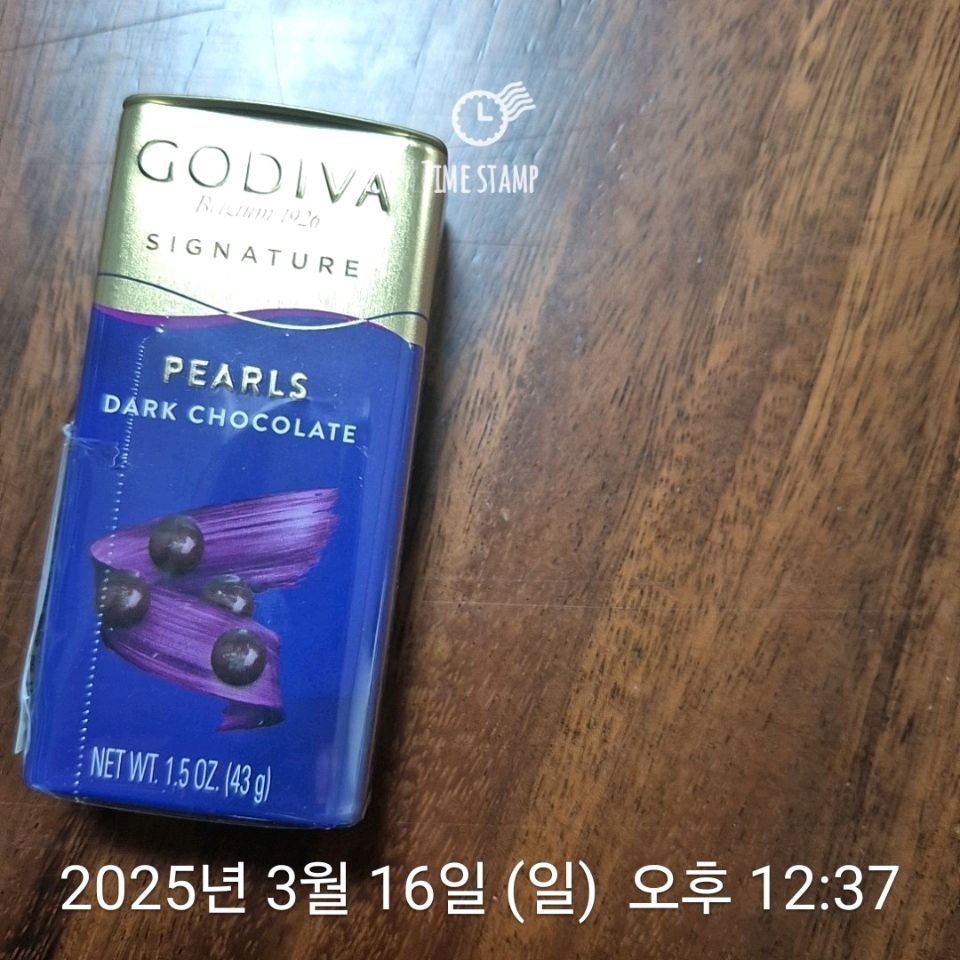 GODIVA
Belgium 1926
SIGNATURE
TIME STAMP
PEARLS
DARK CHOCOLATE
NET WT. 1.5 OZ. (43 g)
2025년 3월 16일 (일) 오후 12:37